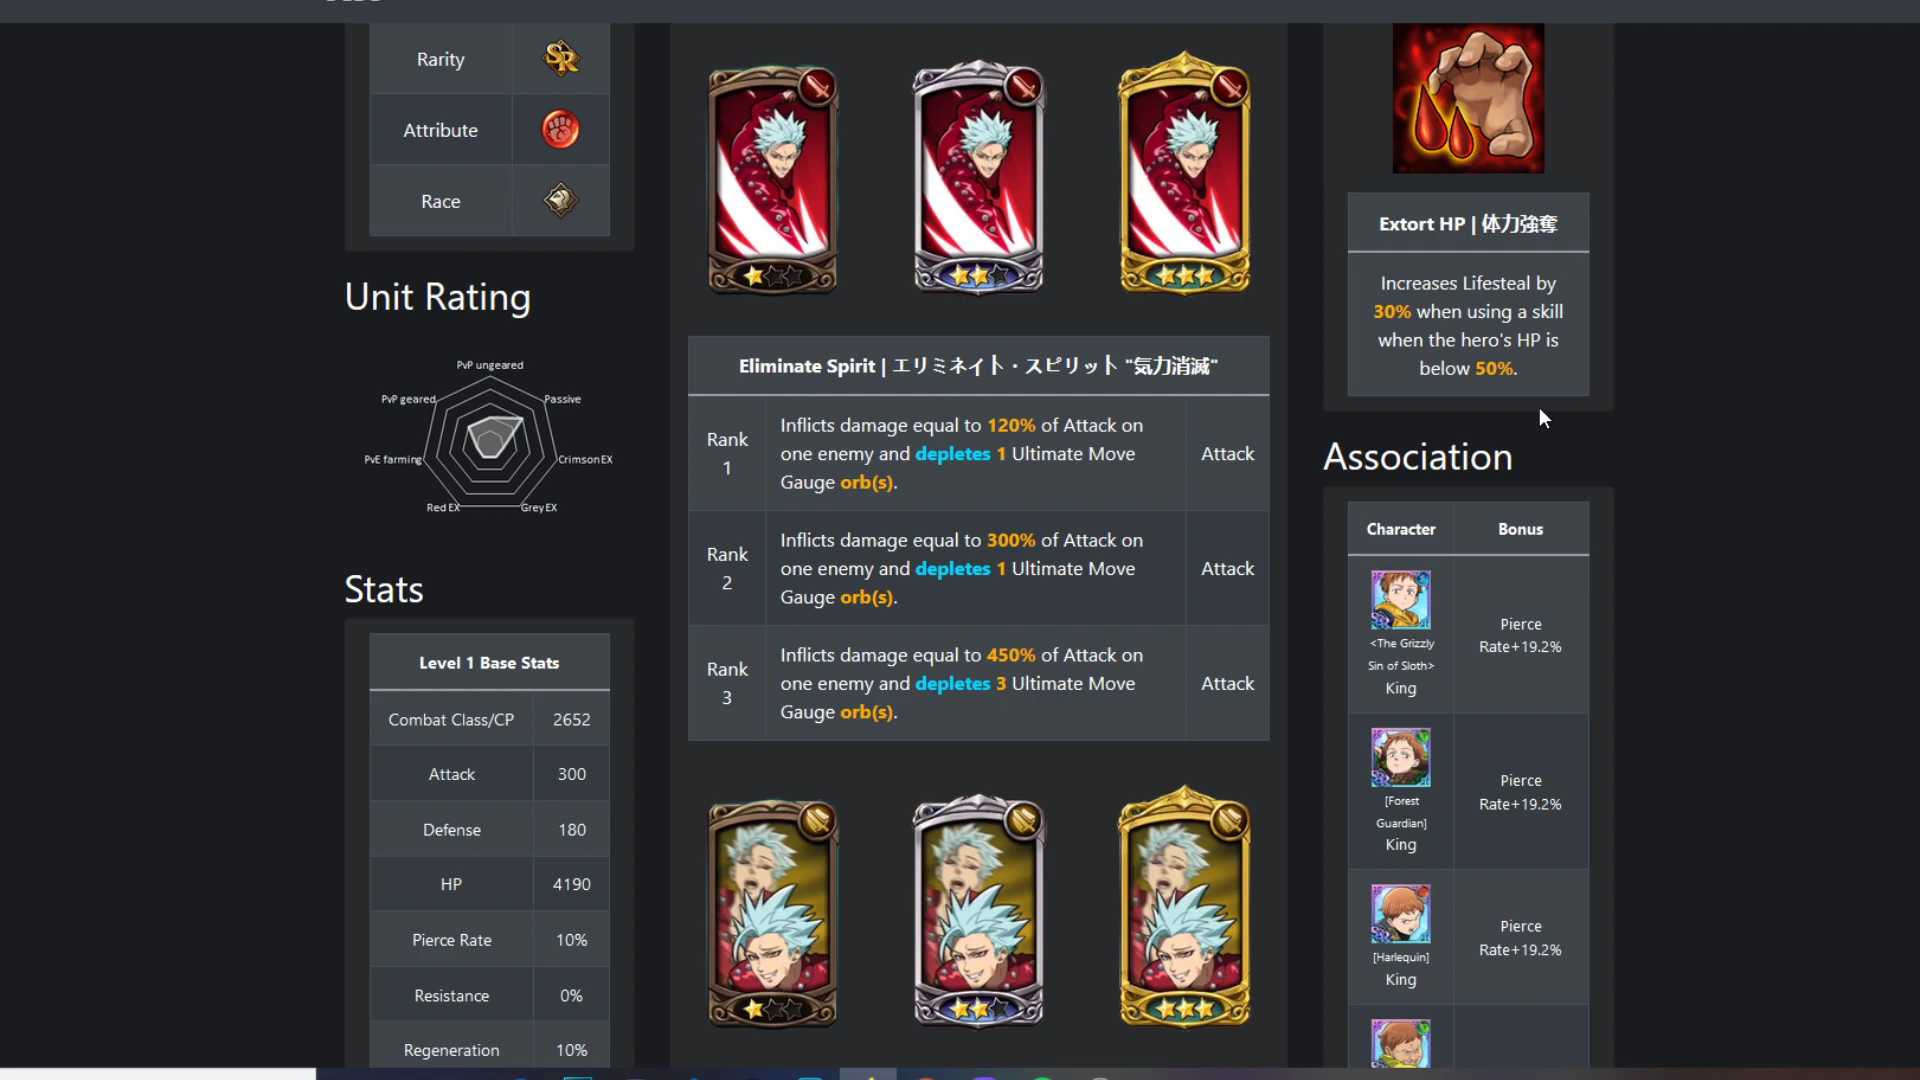 Rarity
SR
Attribute
Race
Unit Rating
PvP ungeared
PvP geared
Passive
PvE farming
Crimson EX
Red EX
Grey EX
Stats
Level 1 Base Stats
Combat Class/CP 2652
Attack 300
Defense 180
HP 4190
Pierce Rate 10%
Resistance 0%
Regeneration 10%
Eliminate Spirit | エリミネイト・スピリット "気力消滅"
Rank
1
Inflicts damage equal to 120% of Attack on
one enemy and depletes 1 Ultimate Move
Gauge orb(s).
Attack
Rank
2
Inflicts damage equal to 300% of Attack on
one enemy and depletes 1 Ultimate Move
Gauge orb(s).
Attack
Rank
3
Inflicts damage equal to 450% of Attack on
one enemy and depletes 3 Ultimate Move
Gauge orb(s).
Attack
Extort HP | 体力強奪
Increases Lifesteal by
30% when using a skill
when the hero's HP is
below 50%.
Association
Character Bonus
<The Grizzly
Sin of Sloth>
King
Pierce
Rate+19.2%
[Forest
Guardian]
King
Pierce
Rate+19.2%
[Harlequin]
King
Pierce
Rate+19.2%